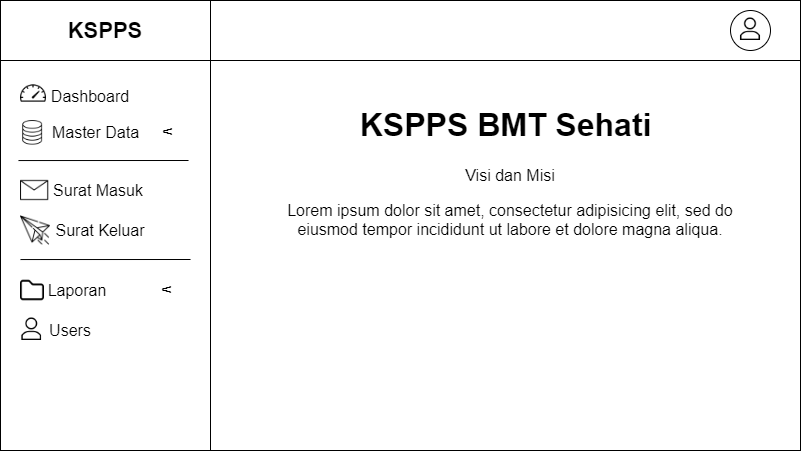 KSPPS
Dashboard
Master Data <
Surat Masuk
Surat Keluar
Laporan <
Users
KSPPS BMT Sehati
Visi dan Misi
Lorem ipsum dolor sit amet, consectetur adipisicing elit, sed do
eiusmod tempor incididunt ut labore et dolore magna aliqua.